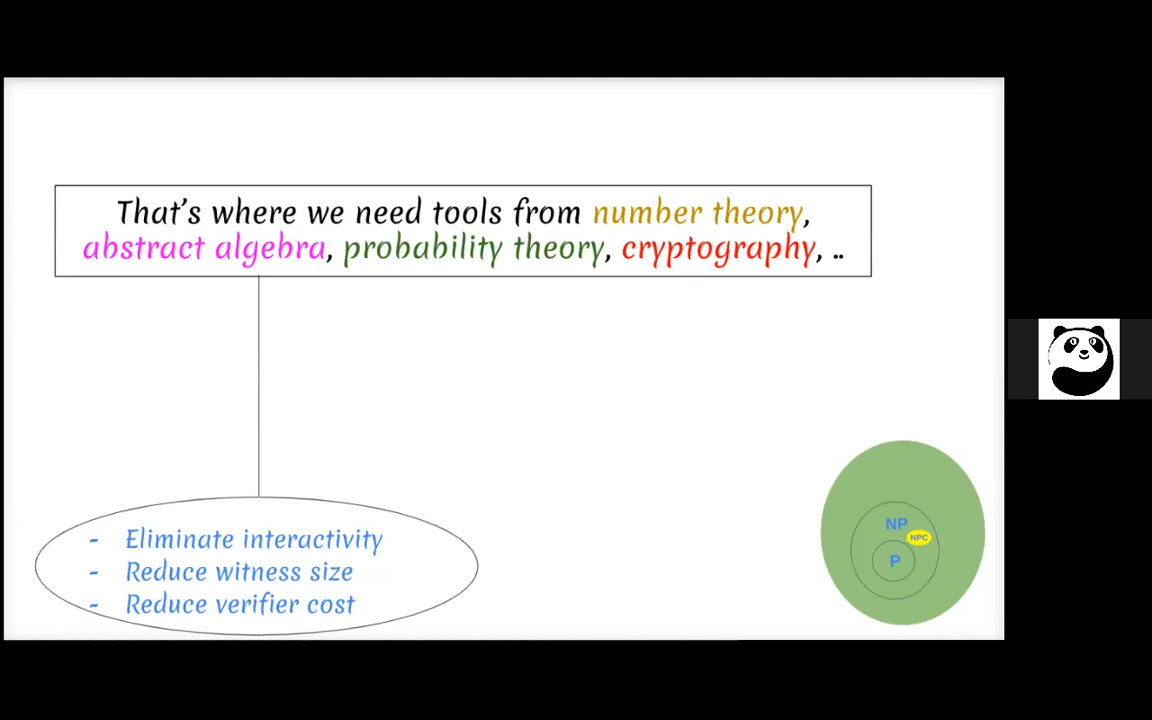 That's where we need tools from number theory,
abstract algebra, probability theory, cryptography, ..
- Eliminate interactivity
- Reduce witness size
- Reduce verifier cost
NP
NPC
P